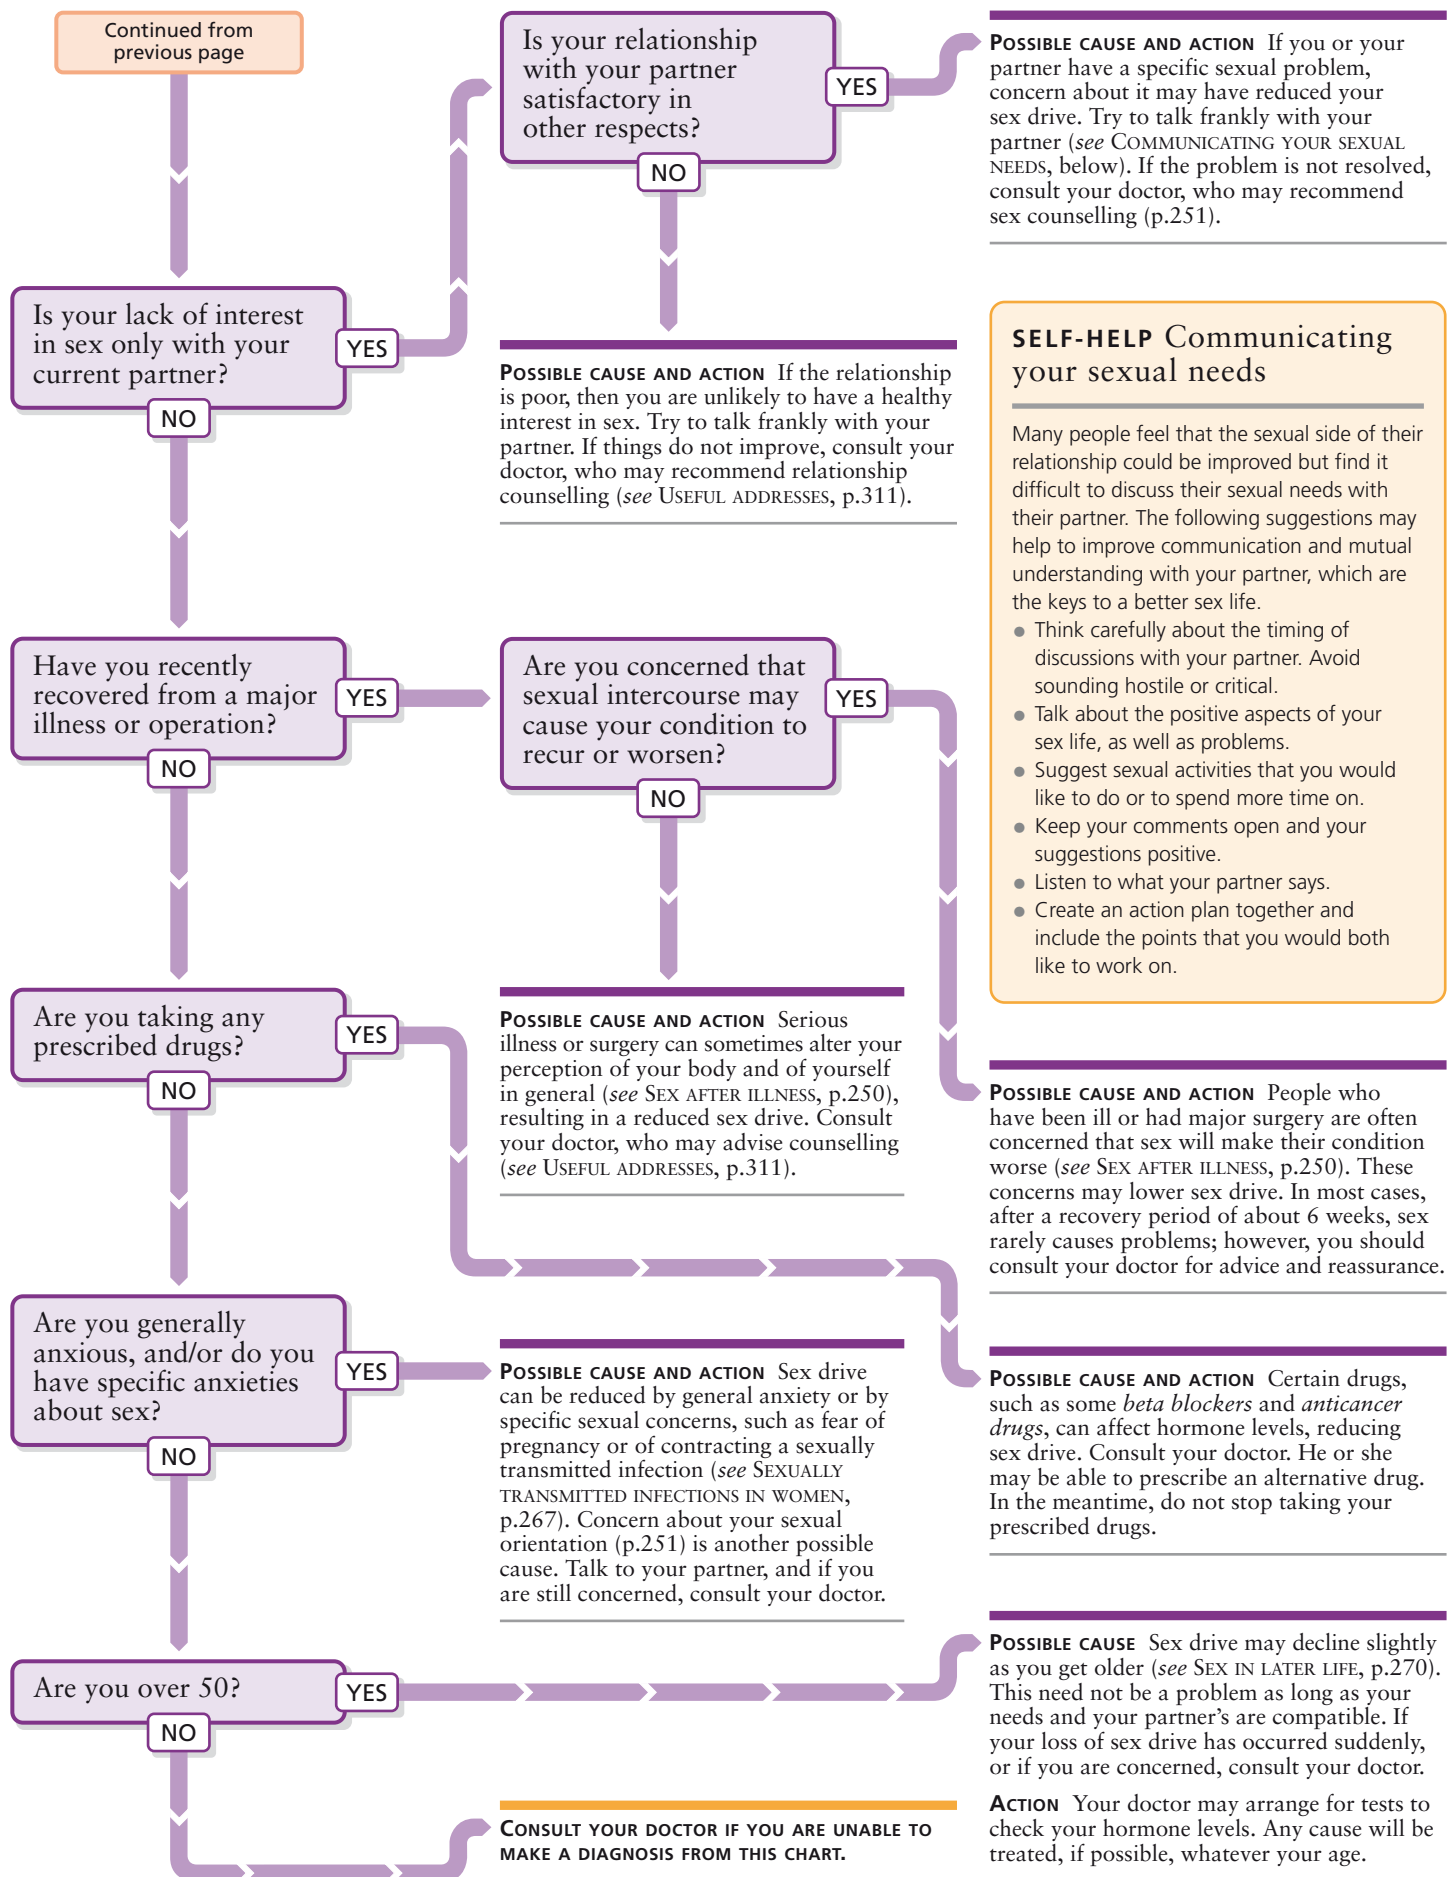 Continued from
previous page
Is your relationship
with your partner
satisfactory in
other respects?
YES
NO
POSSIBLE CAUSE AND ACTION If you or your
partner have a specific sexual problem,
concern about it may have reduced your
sex drive. Try to talk frankly with your
partner (see COMMUNICATING YOUR SEXUAL
NEEDS, below). If the problem is not resolved,
consult your doctor, who may recommend
sex counselling (p.251).
Is your lack of interest
in sex only with your
current partner?
YES
NO
POSSIBLE CAUSE AND ACTION If the relationship
is poor, then you are unlikely to have a healthy
interest in sex. Try to talk frankly with your
partner. If things do not improve, consult your
doctor, who may recommend relationship
counselling (see USEFUL ADDRESSES, p.311).
SELF-HELP Communicating
your sexual needs
Many people feel that the sexual side of their
relationship could be improved but find it
difficult to discuss their sexual needs with
their partner. The following suggestions may
help to improve communication and mutual
understanding with your partner, which are
the keys to a better sex life.
● Think carefully about the timing of
discussions with your partner. Avoid
sounding hostile or critical.
● Talk about the positive aspects of your
sex life, as well as problems.
● Suggest sexual activities that you would
like to do or to spend more time on.
● Keep your comments open and your
suggestions positive.
● Listen to what your partner says.
● Create an action plan together and
include the points that you would both
like to work on.
Have you recently
recovered from a major
illness or operation?
YES
NO
Are you concerned that
sexual intercourse may
cause your condition to
recur or worsen?
YES
NO
Are you taking any
prescribed drugs?
YES
NO
POSSIBLE CAUSE AND ACTION Serious
illness or surgery can sometimes alter your
perception of your body and of yourself
in general (see SEX AFTER ILLNESS, p.250),
resulting in a reduced sex drive. Consult
your doctor, who may advise counselling
(see USEFUL ADDRESSES, p.311).
POSSIBLE CAUSE AND ACTION People who
have been ill or had major surgery are often
concerned that sex will make their condition
worse (see SEX AFTER ILLNESS, p.250). These
concerns may lower sex drive. In most cases,
after a recovery period of about 6 weeks, sex
rarely causes problems; however, you should
consult your doctor for advice and reassurance.
Are you generally
anxious, and/or do you
have specific anxieties
about sex?
YES
NO
POSSIBLE CAUSE AND ACTION Sex drive
can be reduced by general anxiety or by
specific sexual concerns, such as fear of
pregnancy or of contracting a sexually
transmitted infection (see SEXUALLY
TRANSMITTED INFECTIONS IN WOMEN,
p.267). Concern about your sexual
orientation (p.251) is another possible
cause. Talk to your partner, and if you
are still concerned, consult your doctor.
POSSIBLE CAUSE AND ACTION Certain drugs,
such as some beta blockers and anticancer
drugs, can affect hormone levels, reducing
sex drive. Consult your doctor. He or she
may be able to prescribe an alternative drug.
In the meantime, do not stop taking your
prescribed drugs.
Are you over 50?
YES
NO
POSSIBLE CAUSE Sex drive may decline slightly
as you get older (see SEX IN LATER LIFE, p.270).
This need not be a problem as long as your
needs and your partner's are compatible. If
your loss of sex drive has occurred suddenly,
or if you are concerned, consult your doctor.
ACTION Your doctor may arrange for tests to
check your hormone levels. Any cause will be
treated, if possible, whatever your age.
CONSULT YOUR DOCTOR IF YOU ARE UNABLE TO
MAKE A DIAGNOSIS FROM THIS CHART.